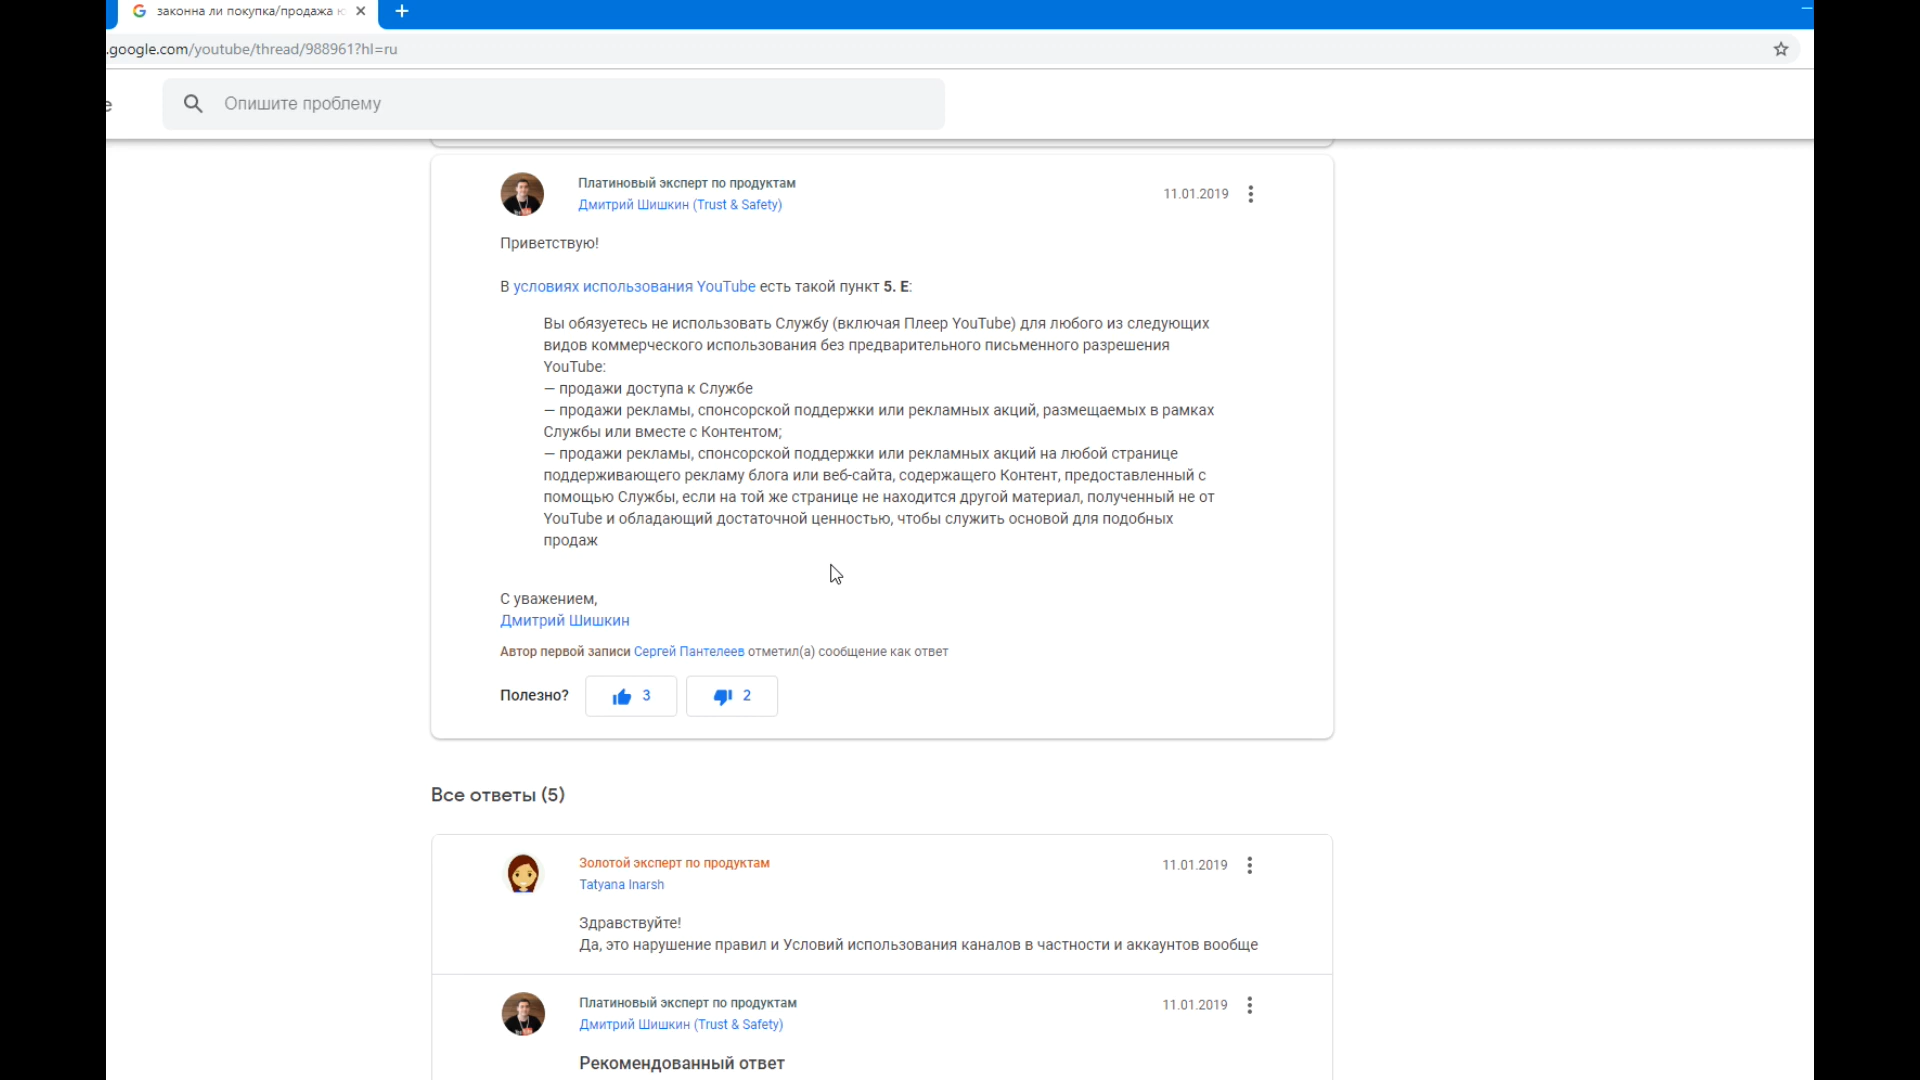 законна ли покупка/продажа ю
.google.com/youtube/thread/988961?hl=ru
е
Опишите проблему
Платиновый эксперт по продуктам
Дмитрий Шишкин (Trust & Safety)
11.01.2019
Приветствую!
В условиях использования YouTube есть такой пункт 5. E:
Вы обязуетесь не использовать Службу (включая Плеер YouTube) для любого из следующих
видов коммерческого использования без предварительного письменного разрешения
YouTube:
— продажи доступа к Службе
— продажи рекламы, спонсорской поддержки или рекламных акций, размещаемых в рамках
Службы или вместе с Контентом;
— продажи рекламы, спонсорской поддержки или рекламных акций на любой странице
поддерживающего рекламу блога или веб-сайта, содержащего Контент, предоставленный с
помощью Службы, если на той же странице не находится другой материал, полученный не от
YouTube и обладающий достаточной ценностью, чтобы служить основой для подобных
продаж
С уважением,
Дмитрий Шишкин
Автор первой записи Сергей Пантелеев отметил(а) сообщение как ответ
Полезно? 3 2
Все ответы (5)
Золотой эксперт по продуктам
Tatyana Inarsh
11.01.2019
Здравствуйте!
Да, это нарушение правил и Условий использования каналов в частности и аккаунтов вообще
Платиновый эксперт по продуктам
Дмитрий Шишкин (Trust & Safety)
11.01.2019
Рекомендованный ответ